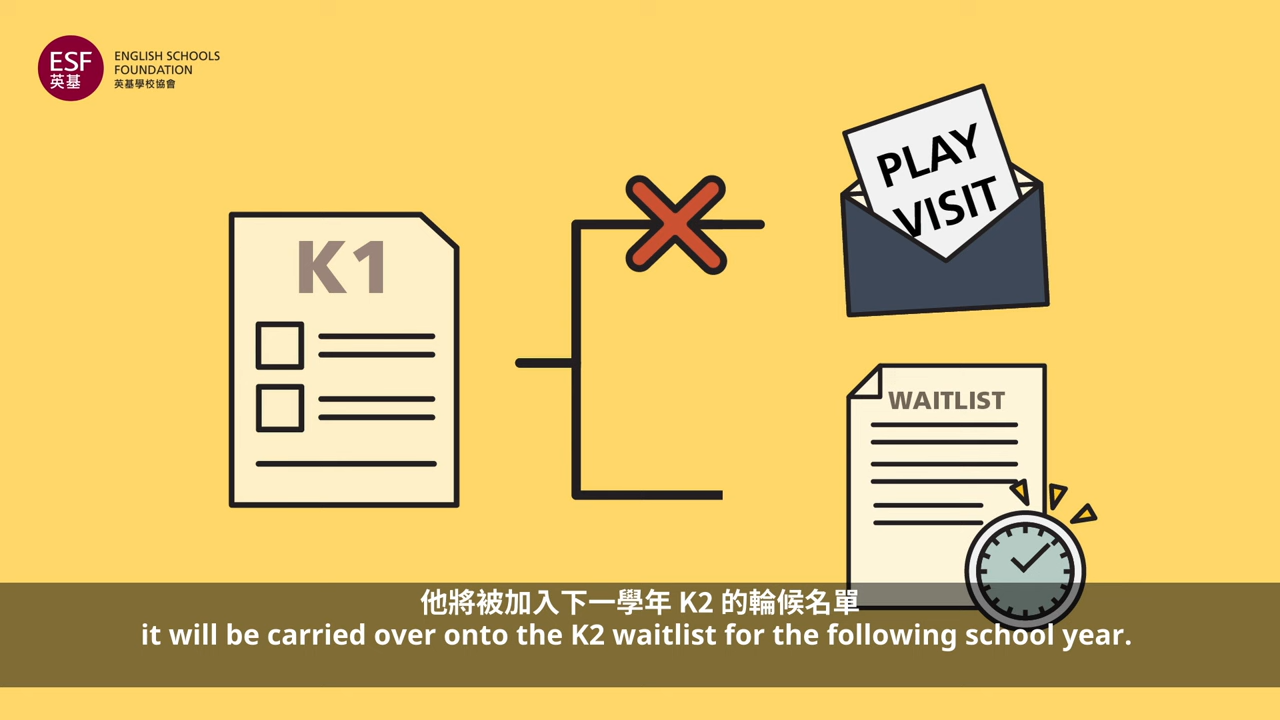 ESF
英基
ENGLISH SCHOOLS
FOUNDATION
英基學校協會
PLAY
VISIT
K1
WAITLIST
他將被加入下一學年 K2 的輪候名單
it will be carried over onto the K2 waitlist for the following school year.